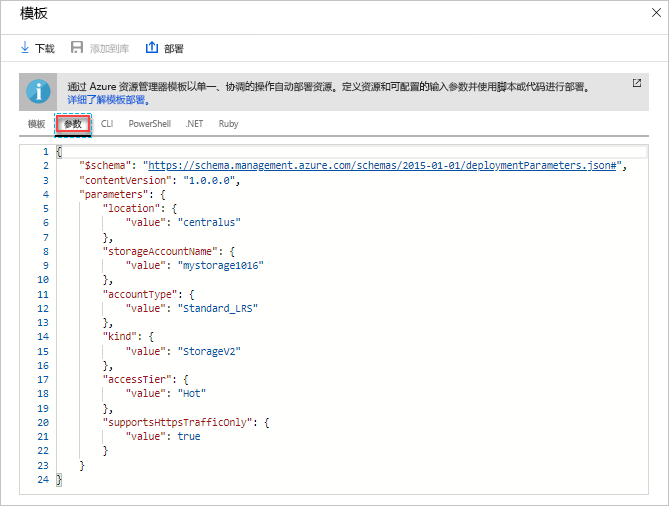 模板
下载 添加到库 部署
通过 Azure 资源管理器模板以单一、协调的操作自动部署资源。定义资源和可配置的输入参数并使用脚本或代码进行部署。
详细了解模板部署。
模板 参数 CLI PowerShell .NET Ruby
1 {
2 "$schema": "https://schema.management.azure.com/schemas/2015-01-01/deploymentParameters.json#",
3 "contentVersion": "1.0.0.0",
4 "parameters": {
5 "location": {
6 "value": "centralus"
7 },
8 "storageAccountName": {
9 "value": "mystorage1016"
10 },
11 "accountType": {
12 "value": "Standard_LRS"
13 },
14 "kind": {
15 "value": "StorageV2"
16 },
17 "accessTier": {
18 "value": "Hot"
19 },
20 "supportsHttpsTrafficOnly": {
21 "value": true
22 }
23 }
24 }